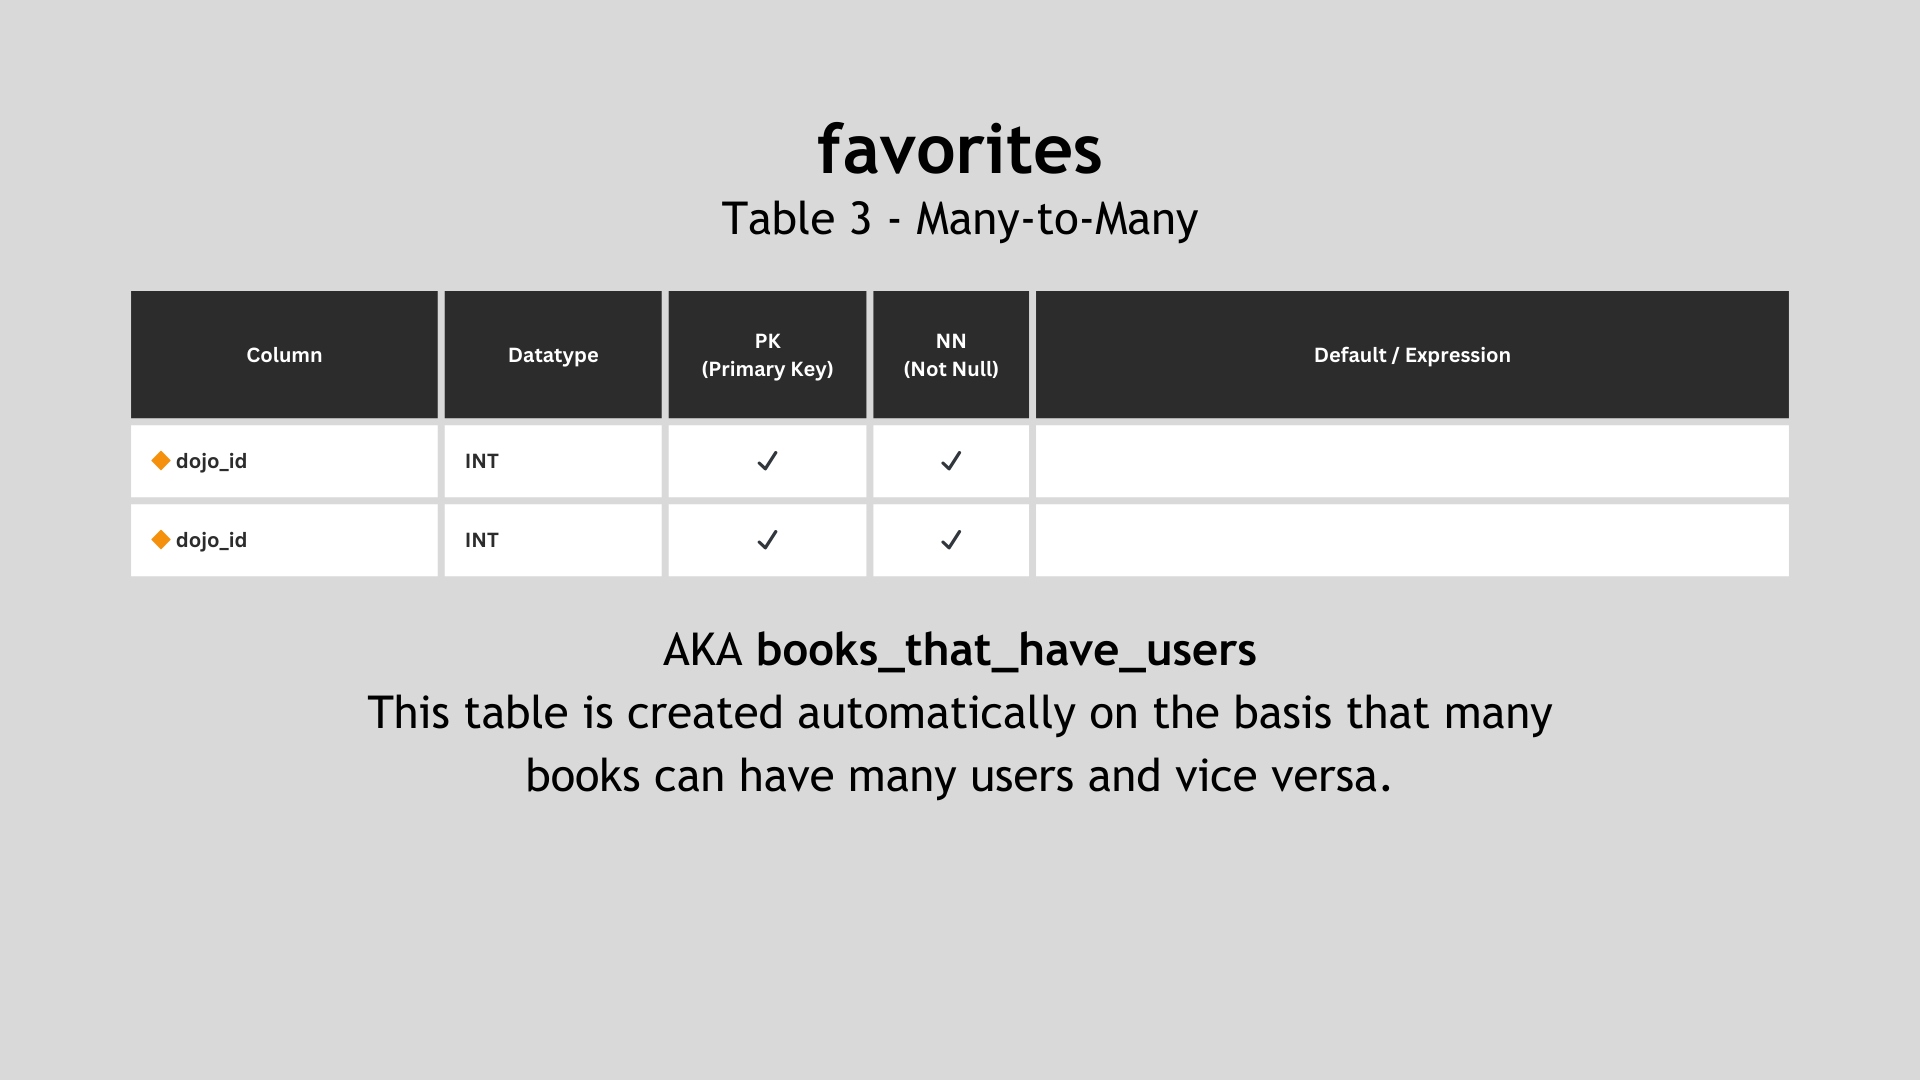 favorites
Table 3 - Many-to-Many
Column Datatype PK (Primary Key) NN (Not Null) Default / Expression
dojo_id INT ✓ ✓
dojo_id INT ✓ ✓
AKA books_that_have_users
This table is created automatically on the basis that many
books can have many users and vice versa.